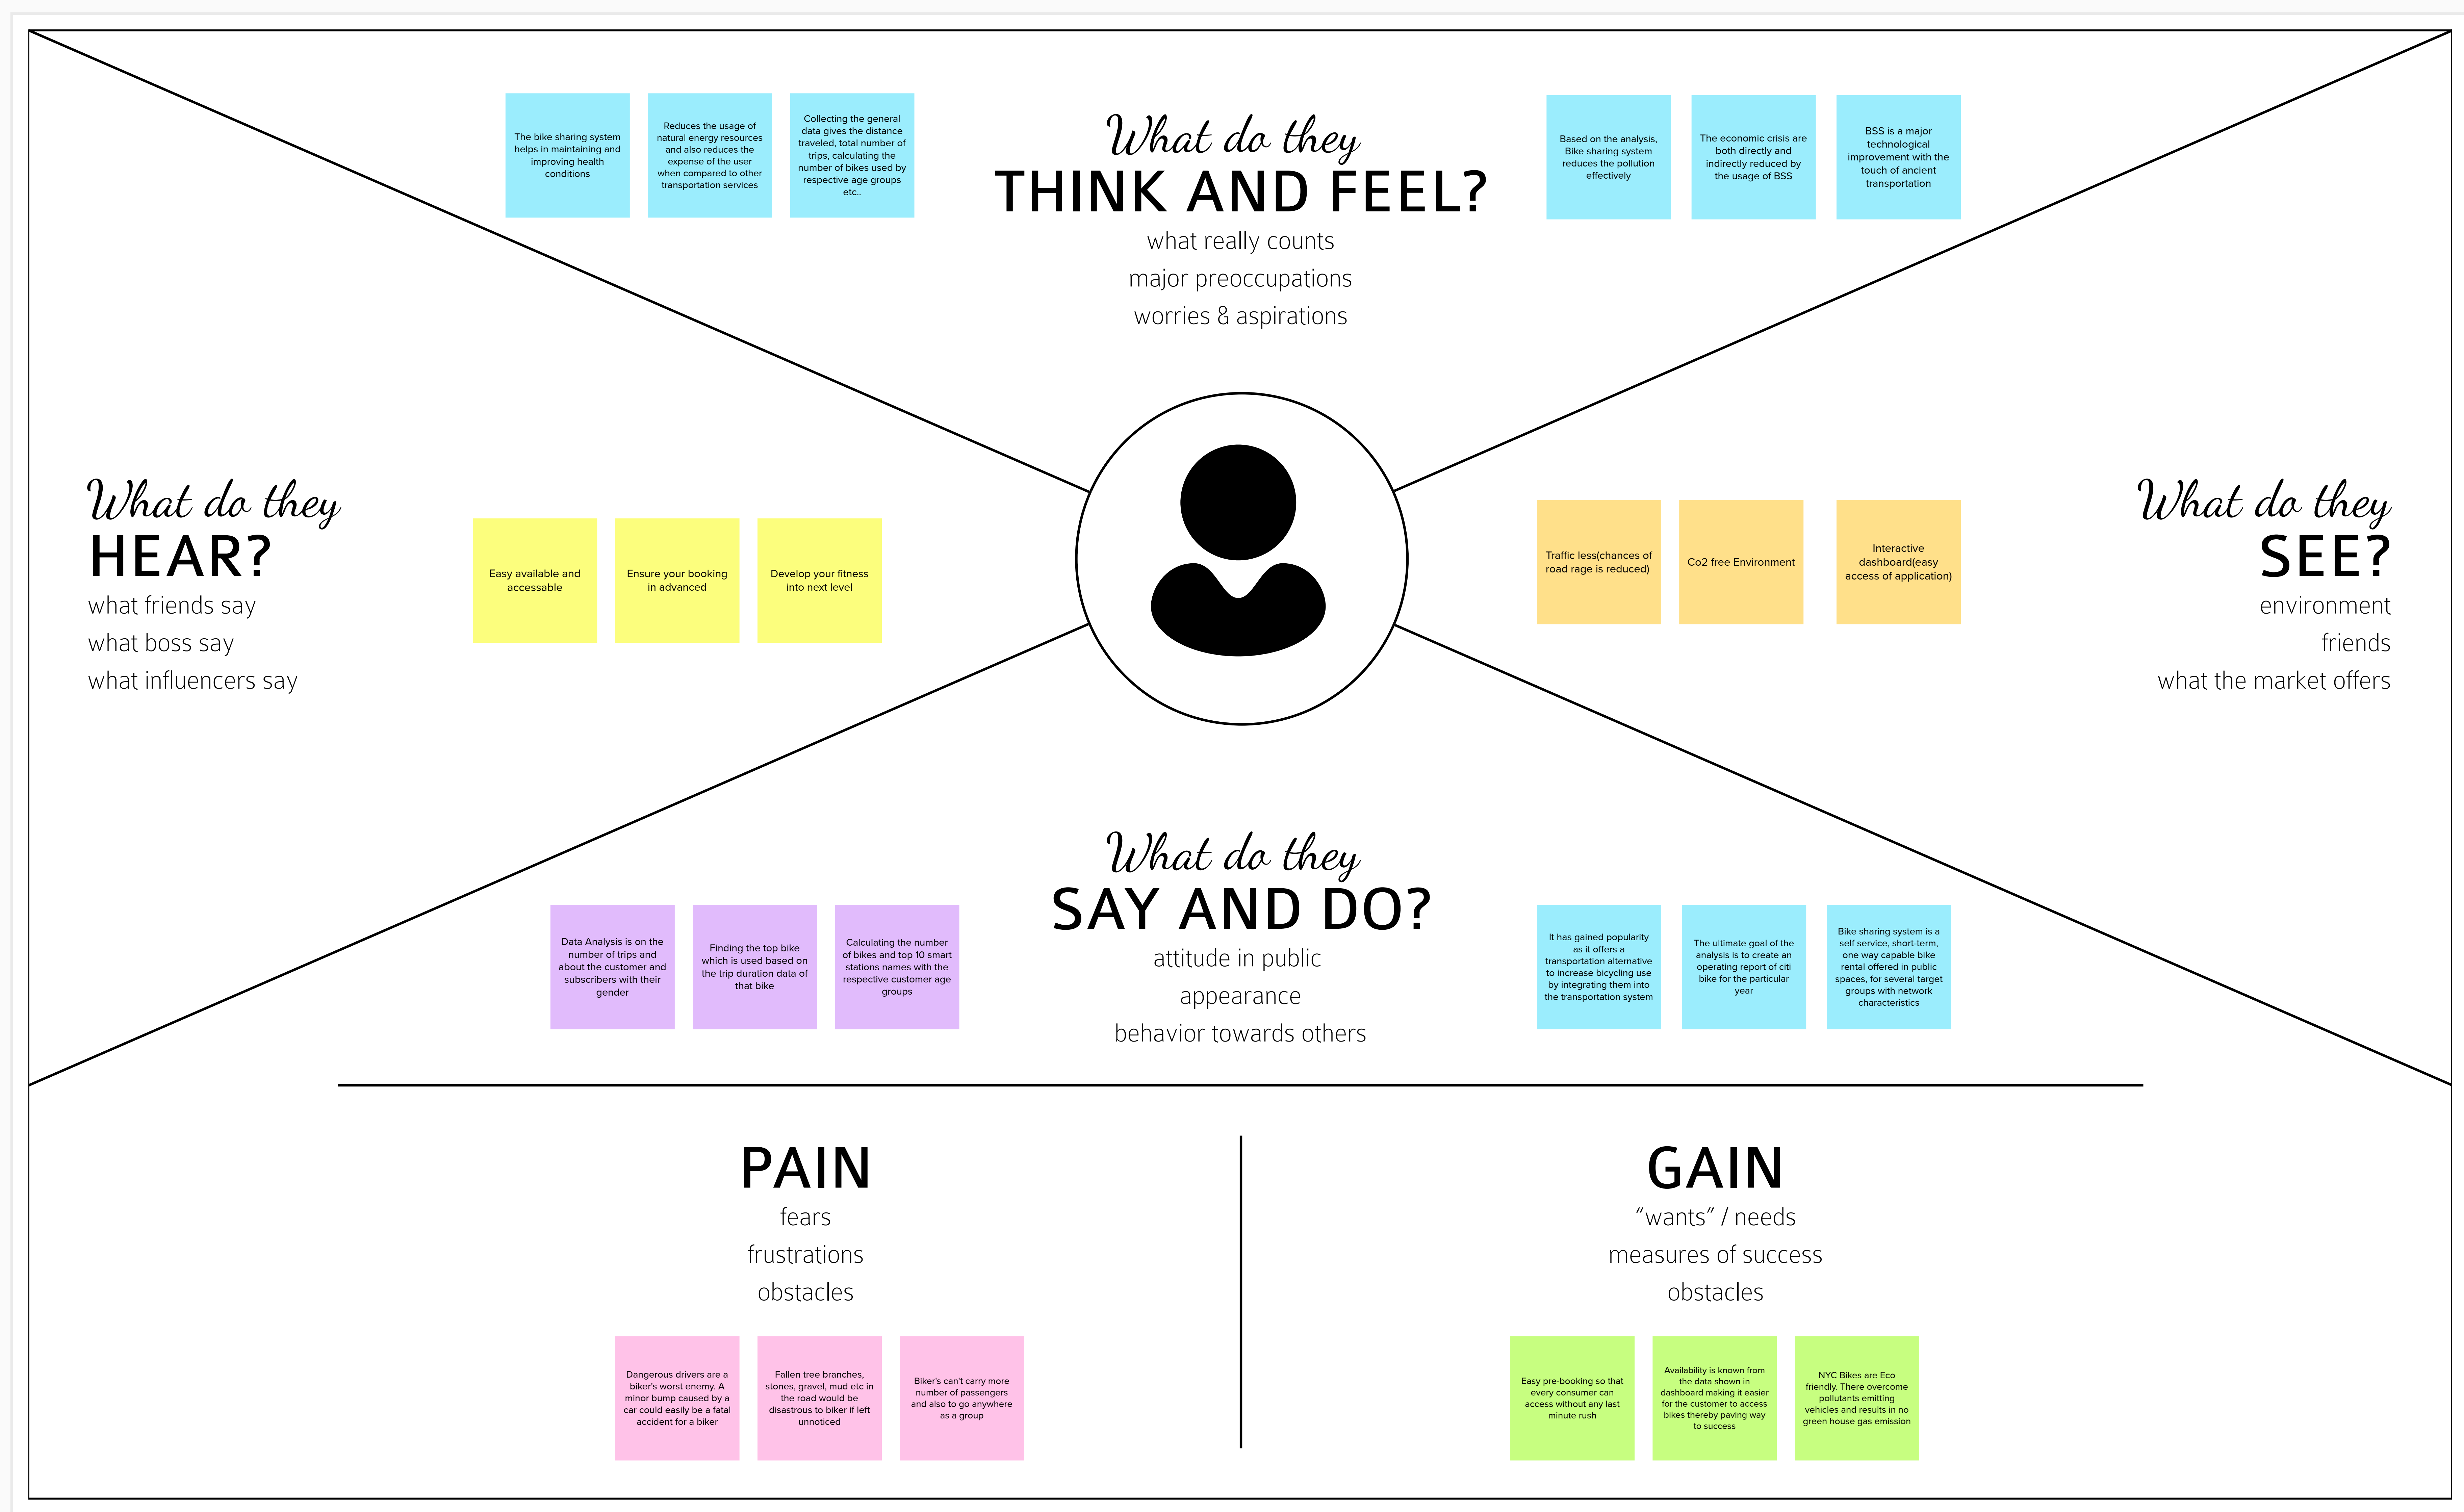 The bike sharing system
helps in maintaining and
improving health
conditions
Reduces the usage of
natural energy resources
and also reduces the
expense of the user
when compared to other
transportation services
Collecting the general
data gives the distance
traveled, total number of
trips, calculating the
number of bikes used by
respective age groups
etc..
What do they
THINK AND FEEL?
what really counts
major preoccupations
worries & aspirations
Based on the analysis,
Bike sharing system
reduces the pollution
effectively
The economic crisis are
both directly and
indirectly reduced by
the usage of BSS
BSS is a major
technological
improvement with the
touch of ancient
transportation
What do they
HEAR?
what friends say
what boss say
what influencers say
Easy available and
accessable
Ensure your booking
in advanced
Develop your fitness
into next level
Traffic less(chances of
road rage is reduced)
Co2 free Environment
Interactive
dashboard(easy
access of application)
What do they
SEE?
environment
friends
what the market offers
Data Analysis is on the
number of trips and
about the customer and
subscribers with their
gender
Finding the top bike
which is used based on
the trip duration data of
that bike
Calculating the number
of bikes and top 10 smart
stations names with the
respective customer age
groups
What do they
SAY AND DO?
attitude in public
appearance
behavior towards others
It has gained popularity
as it offers a
transportation alternative
to increase bicycling use
by integrating them into
the transportation system
The ultimate goal of the
analysis is to create an
operating report of citi
bike for the particular
year
Bike sharing system is a
self service, short-term,
one way capable bike
rental offered in public
spaces, for several target
groups with network
characteristics
PAIN
fears
frustrations
obstacles
Dangerous drivers are a
biker's worst enemy. A
minor bump caused by a
car could easily be a fatal
accident for a biker
Fallen tree branches,
stones, gravel, mud etc in
the road would be
disastrous to biker if left
unnoticed
Biker's can't carry more
number of passengers
and also to go anywhere
as a group
GAIN
“wants” / needs
measures of success
obstacles
Easy pre-booking so that
every consumer can
access without any last
minute rush
Availability is known from
the data shown in
dashboard making it easier
for the customer to access
bikes thereby paving way
to success
NYC Bikes are Eco
friendly. There overcome
pollutants emitting
vehicles and results in no
green house gas emission